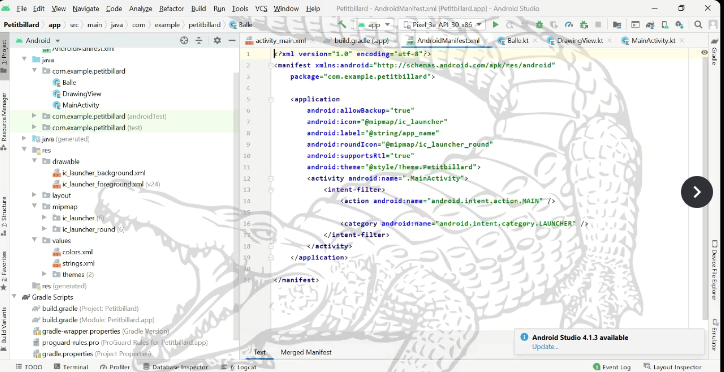 File Edit View Navigate Code Analyze Refactor Build Run Tools VCS Window Help Petitbillard - AndroidManifest.xml [Petitbillard.app] - Android Studio
Petitbillard app src main java com example petitbillard Balle app Pixel 3a API 30 x86
Android activity_main.xml build.gradle (:app) AndroidManifest.xml Balle.kt DrawingView.kt MainActivity.kt
AndroidManifest.xml
java
com.example.petitbillard
Balle
DrawingView
MainActivity
com.example.petitbillard (androidTest)
com.example.petitbillard (test)
java (generated)
res
drawable
ic_launcher_background.xml
ic_launcher_foreground.xml (v24)
layout
mipmap
ic_launcher (6)
ic_launcher_round (6)
values
colors.xml
strings.xml
themes (2)
res (generated)
Gradle Scripts
build.gradle (Project: Petitbillard)
build.gradle (Module: Petitbillard.app)
gradle-wrapper.properties (Gradle Version)
proguard-rules.pro (ProGuard Rules for Petitbillard.app)
gradle.properties (Project Properties)
1: Project
Resource Manager
Z: Structure
2: Favorites
Build Variants
<?xml version="1.0" encoding="utf-8"?>
<manifest xmlns:android="http://schemas.android.com/apk/res/android"
package="com.example.petitbillard">
<application
android:allowBackup="true"
android:icon="@mipmap/ic_launcher"
android:label="@string/app_name"
android:roundIcon="@mipmap/ic_launcher_round"
android:supportsRtl="true"
android:theme="@style/Theme.Petitbillard">
<activity android:name=".MainActivity">
<intent-filter>
<action android:name="android.intent.action.MAIN" />
<category android:name="android.intent.category.LAUNCHER" />
</intent-filter>
</activity>
</application>
</manifest>
Gradle
Device File Explorer
Emulator
Android Studio 4.1.3 available
Update...
Text Merged Manifest
TODO Terminal Profiler Database Inspector 6: Logcat Event Log Layout Inspector